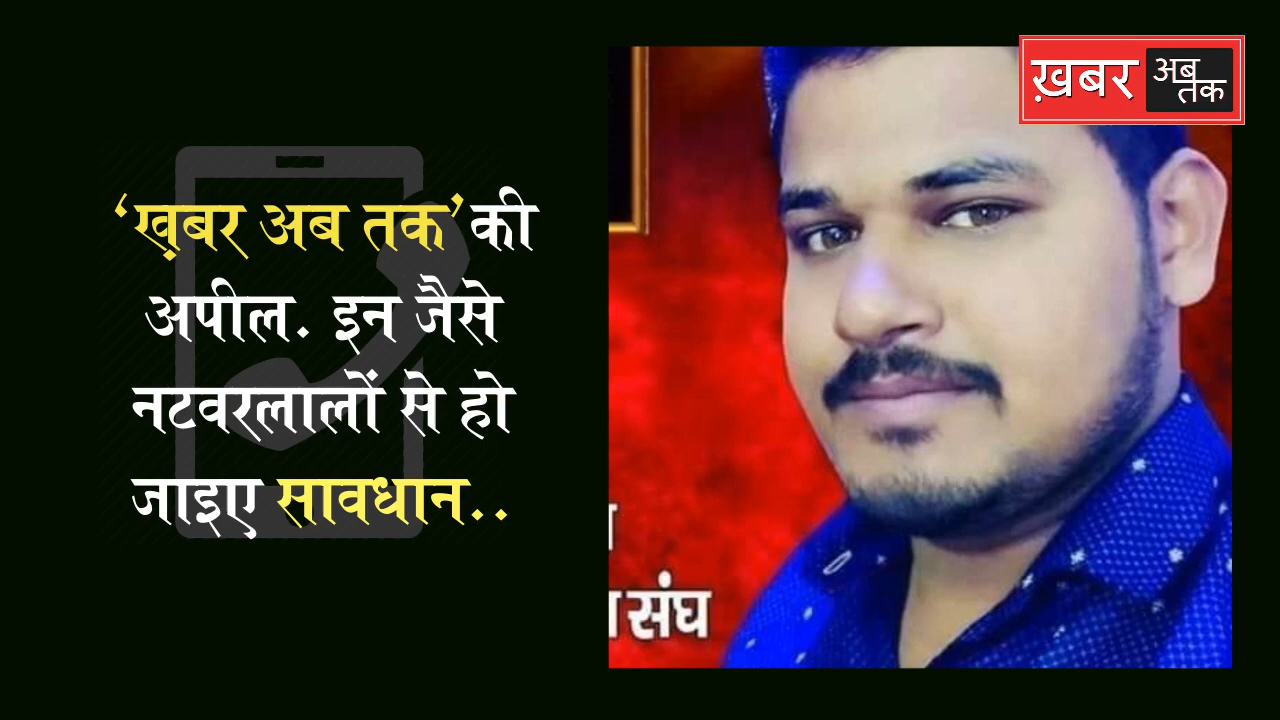 ‘ख़बर अब तक’ की
अपील. इन जैसे
नटवरलालों से हो
जाइए सावधान..
ख़बर
अब
तक
संघ